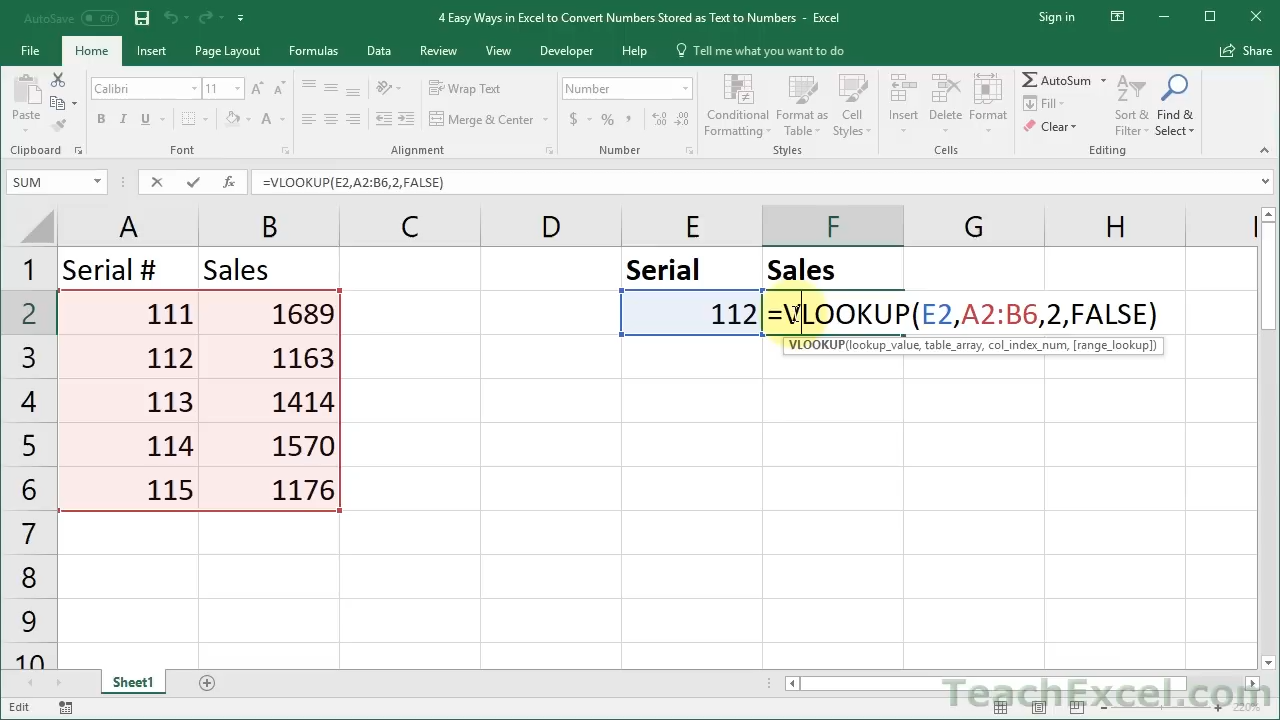 AutoSave Off
4 Easy Ways in Excel to Convert Numbers Stored as Text to Numbers - Excel
Sign in
File Home Insert Page Layout Formulas Data Review View Developer Help Tell me what you want to do Share
Paste
Clipboard
Calibri 11
B I U
Font
Wrap Text
Merge & Center
Alignment
Number
$ % ,
Number
Conditional Formatting
Format as Table
Cell Styles
Styles
Insert Delete Format
Cells
AutoSum
Fill
Clear
Sort & Filter
Find & Select
Editing
SUM fx =VLOOKUP(E2,A2:B6,2,FALSE)
A B C D E F G H
1 Serial # Sales Serial Sales
2 111 1689 112 =VLOOKUP(E2,A2:B6,2,FALSE)
VLOOKUP(lookup_value, table_array, col_index_num, [range_lookup])
3 112 1163
4 113 1414
5 114 1570
6 115 1176
7
8
9
10
Sheet1
Edit
TeachExcel.com
220%